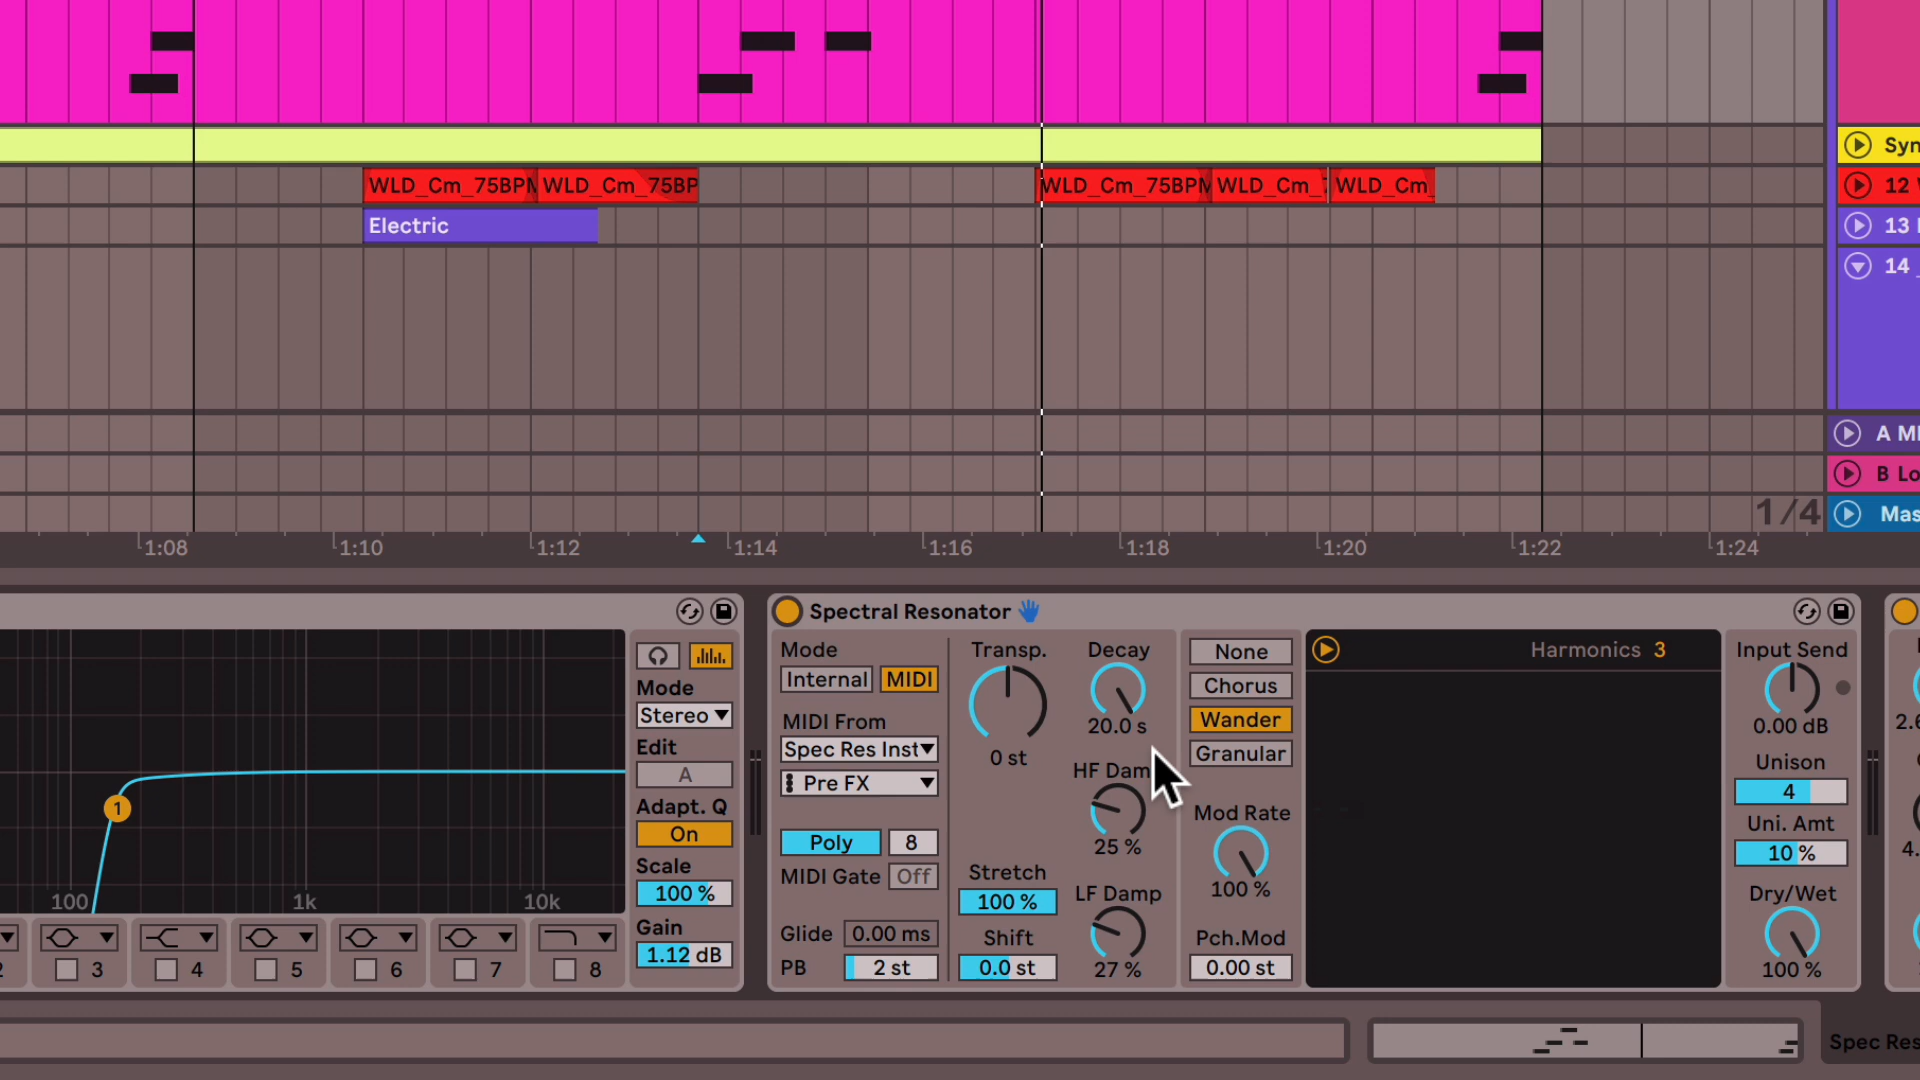 Syn
WLD_Cm_75BPM WLD_Cm_75BP WLD_Cm_75BPM WLD_Cm_ WLD_Cm_
12
Electric
13
14
A MI
B Lo
1/4
Mas
1:08 1:10 1:12 1:14 1:16 1:18 1:20 1:22 1:24
Mode
Stereo
Edit
A
Adapt. Q
On
Scale
100 %
Gain
1.12 dB
1
100 1k 10k
2 3 4 5 6 7 8
Spectral Resonator
Mode
Internal MIDI
MIDI From
Spec Res Inst
Pre FX
Poly 8
MIDI Gate Off
Glide 0.00 ms
PB 2 st
Transp.
0 st
Stretch
100 %
Shift
0.0 st
Decay
20.0 s
HF Dam
25 %
LF Damp
27 %
None
Chorus
Wander
Granular
Mod Rate
100 %
Pch.Mod
0.00 st
Harmonics 3
Input Send
0.00 dB
Unison
4
Uni. Amt
10 %
Dry/Wet
100 %
Spec Res